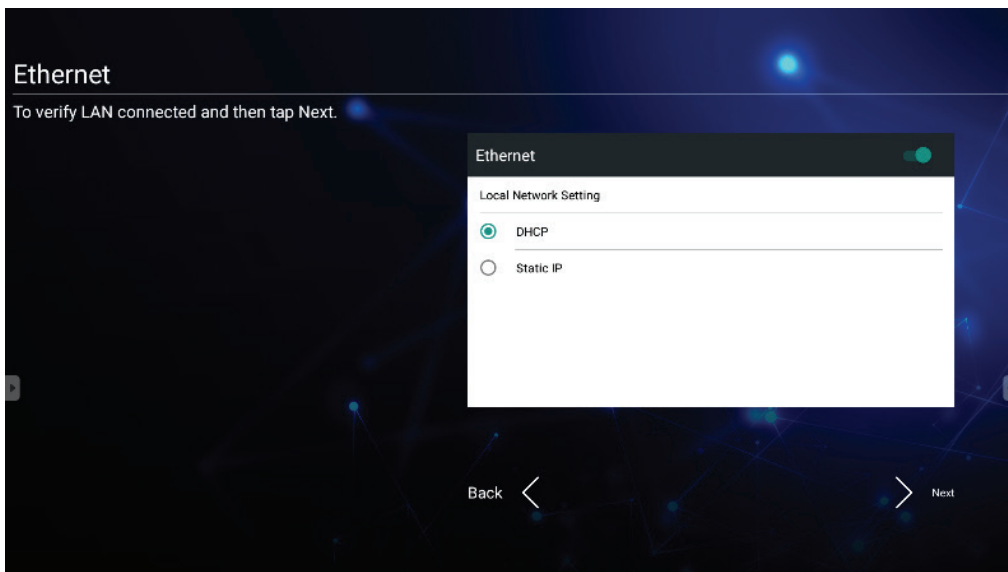 Ethernet
To verify LAN connected and then tap Next.
Ethernet
Local Network Setting
DHCP
Static IP
Back
Next